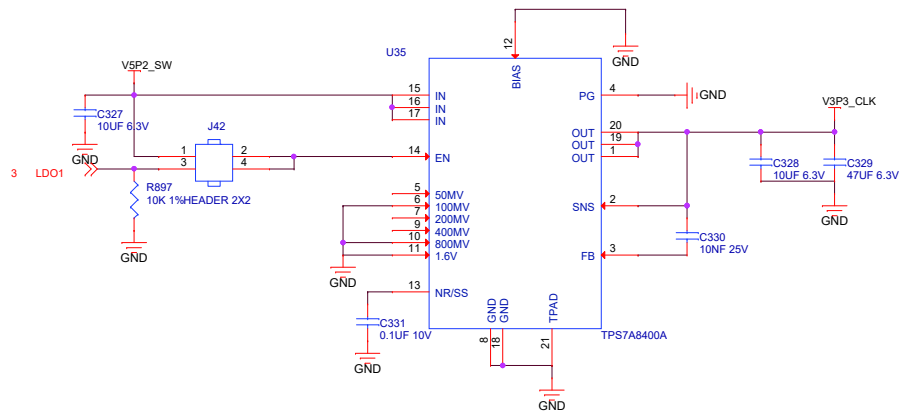 U35
12
BIAS
GND
V5P2_SW
15
IN
16
IN
17
IN
4
PG
GND
V3P3_CLK
C327
10UF 6.3V
GND
J42
1
2
3
4
14
EN
20
OUT
19
OUT
1
OUT
C328
10UF 6.3V
C329
47UF 6.3V
GND
3 LDO1
R897
10K 1%
HEADER 2X2
GND
5
50MV
6
100MV
7
200MV
9
400MV
10
800MV
11
1.6V
GND
2
SNS
C330
10NF 25V
3
FB
13
NR/SS
C331
0.1UF 10V
GND
GND
GND
TPAD
8
18
21
TPS7A8400A
GND